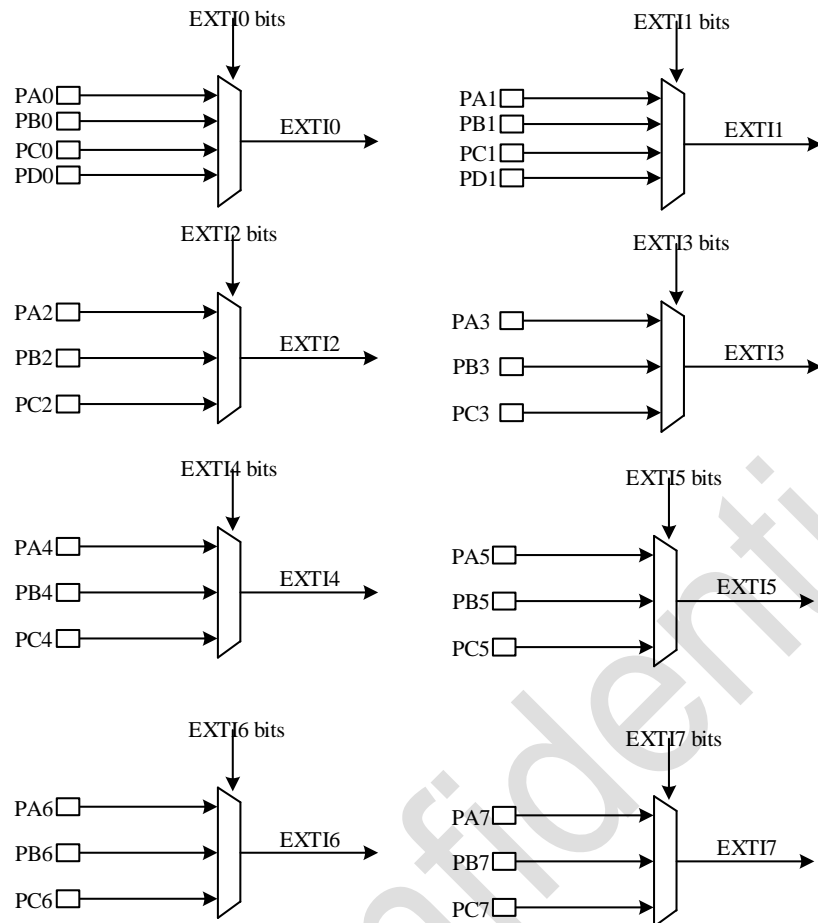 EXTI0 bits
PA0
PB0
PC0
PD0
EXTI0
EXTI1 bits
PA1
PB1
PC1
PD1
EXTI1
EXTI2 bits
PA2
PB2
PC2
EXTI2
EXTI3 bits
PA3
PB3
PC3
EXTI3
EXTI4 bits
PA4
PB4
PC4
EXTI4
EXTI5 bits
PA5
PB5
PC5
EXTI5
EXTI6 bits
PA6
PB6
PC6
EXTI6
EXTI7 bits
PA7
PB7
PC7
EXTI7
nfidenti